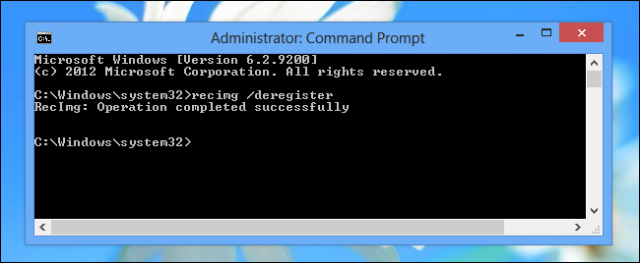 Administrator: Command Prompt
Microsoft Windows [Version 6.2.9200]
(c) 2012 Microsoft Corporation. All rights reserved.
C:\Windows\system32>recimg /deregister
RecImg: Operation completed successfully
C:\Windows\system32>